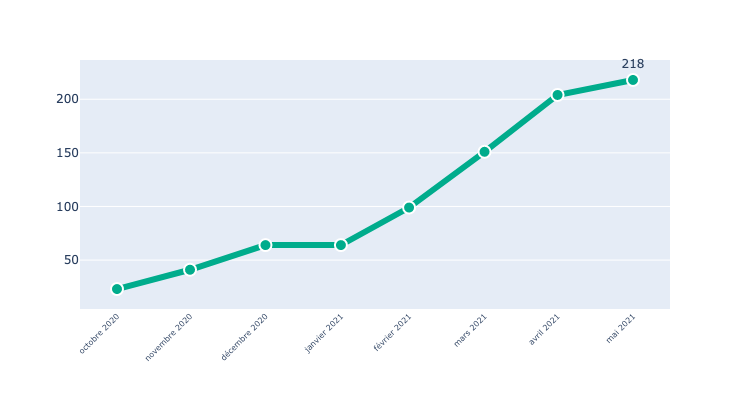 218
200
150
100
50
octobre 2020
novembre 2020
décembre 2020
janvier 2021
février 2021
mars 2021
avril 2021
mai 2021